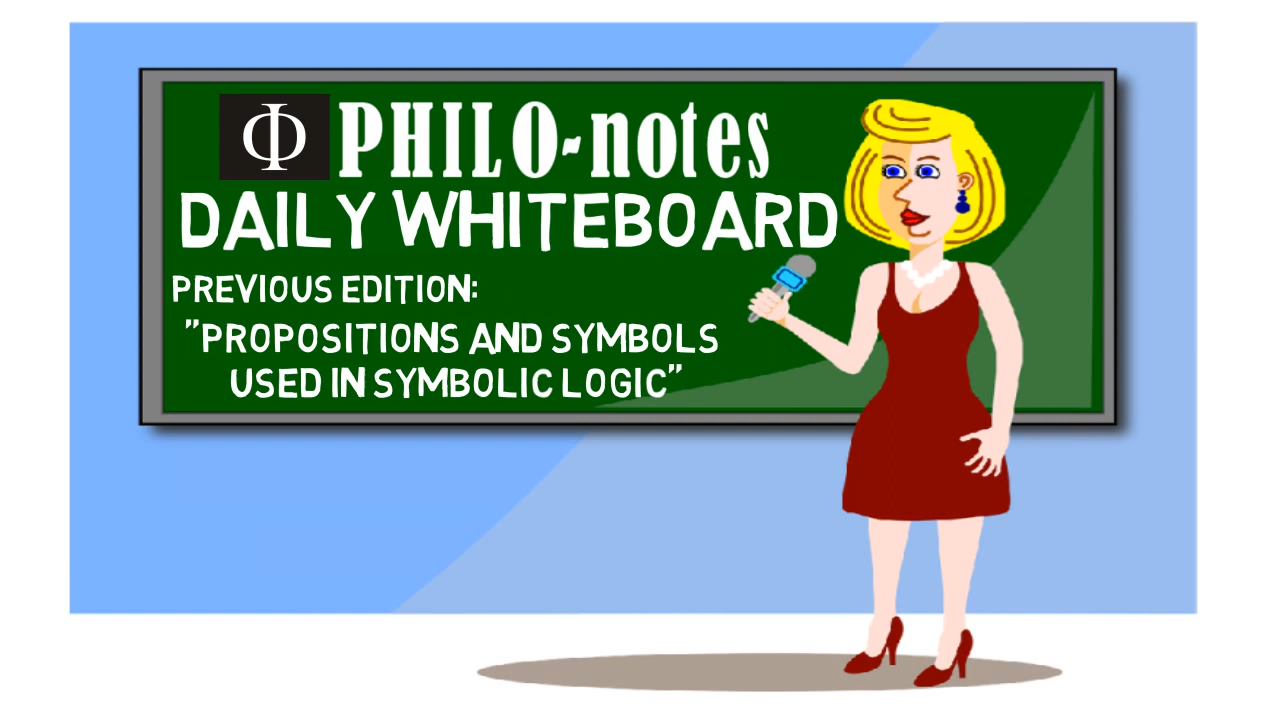 Φ PHILO-notes
DAILY WHITEBOARD
PREVIOUS EDITION:
"PROPOSITIONS AND SYMBOLS
USED IN SYMBOLIC LOGIC"